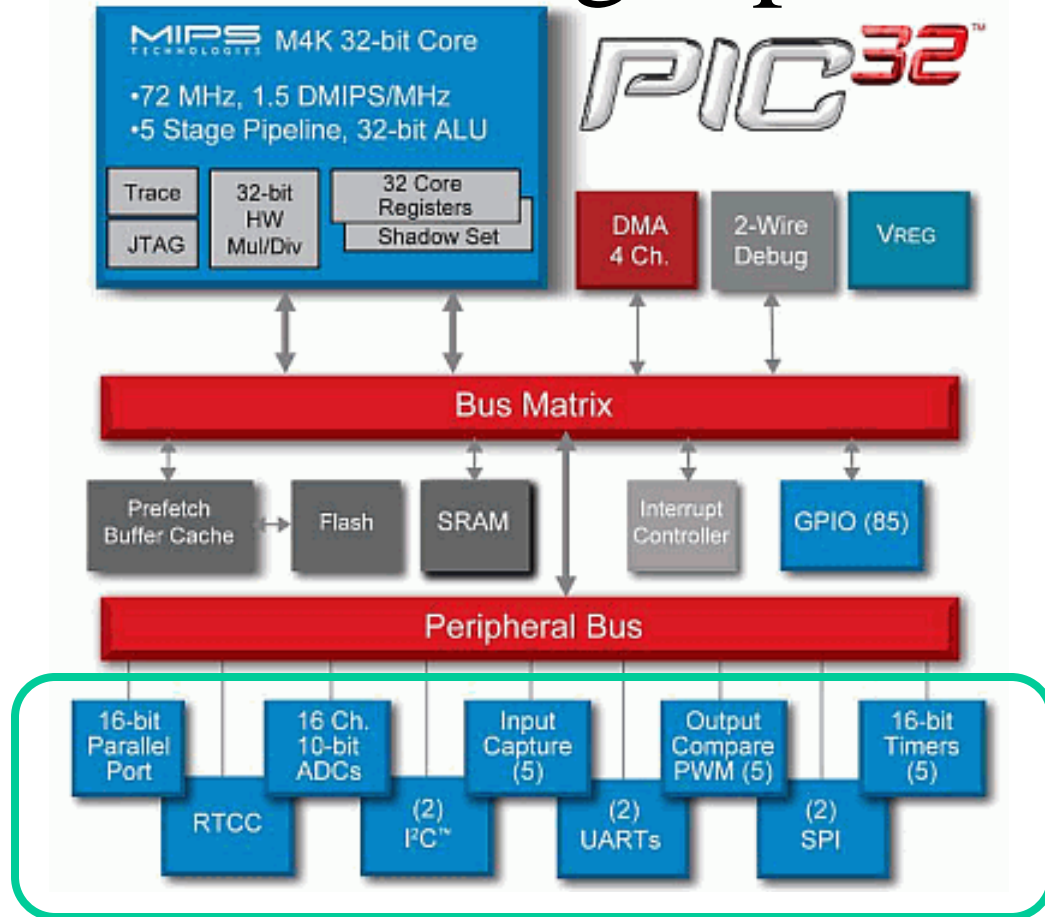 MIPS
TECHNOLOGIES
M4K 32-bit Core
•72 MHz, 1.5 DMIPS/MHz
•5 Stage Pipeline, 32-bit ALU
Trace
JTAG
32-bit
HW
Mul/Div
32 Core
Registers
Shadow Set
PIC32™
DMA
4 Ch.
2-Wire
Debug
VREG
Bus Matrix
Prefetch
Buffer Cache
Flash
SRAM
Interrupt
Controller
GPIO (85)
Peripheral Bus
16-bit
Parallel
Port
RTCC
16 Ch.
10-bit
ADCs
(2)
I²C™
Input
Capture
(5)
(2)
UARTs
Output
Compare
PWM (5)
(2)
SPI
16-bit
Timers
(5)